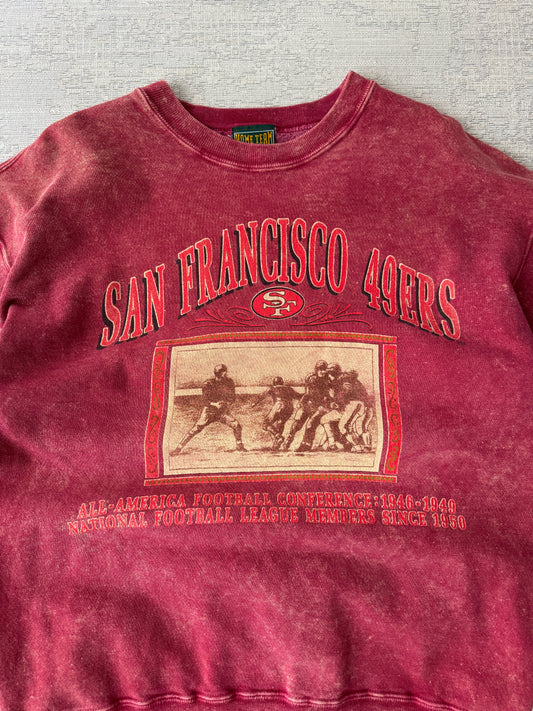 HOME TEAM
SAN FRANCISCO 49ERS
SF
ALL-AMERICA FOOTBALL CONFERENCE: 1946-1949
NATIONAL FOOTBALL LEAGUE MEMBERS SINCE 1950